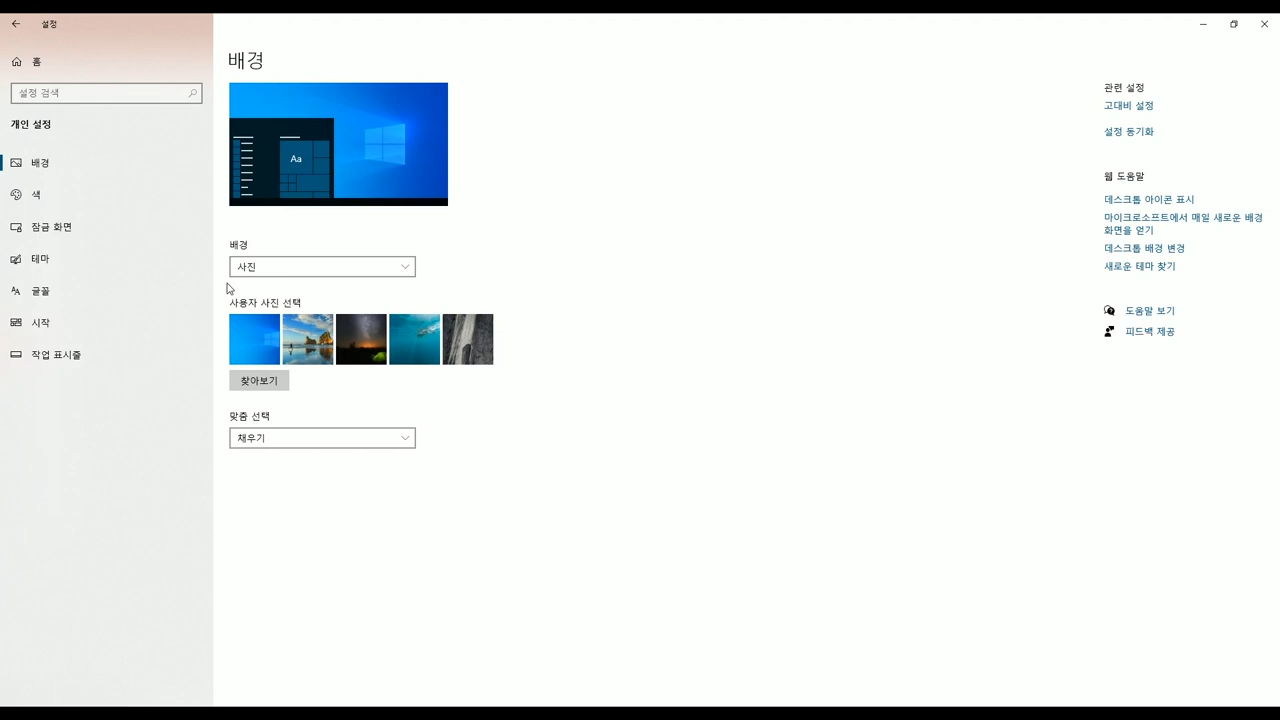 설정
홈
설정 검색
개인 설정
배경
색
잠금 화면
테마
글꼴
시작
작업 표시줄
배경
Aa
배경
사진
사용자 사진 선택
찾아보기
맞춤 선택
채우기
관련 설정
고대비 설정
설정 동기화
웹 도움말
데스크톱 아이콘 표시
마이크로소프트에서 매일 새로운 배경
화면을 얻기
데스크톱 배경 변경
새로운 테마 찾기
도움말 보기
피드백 제공